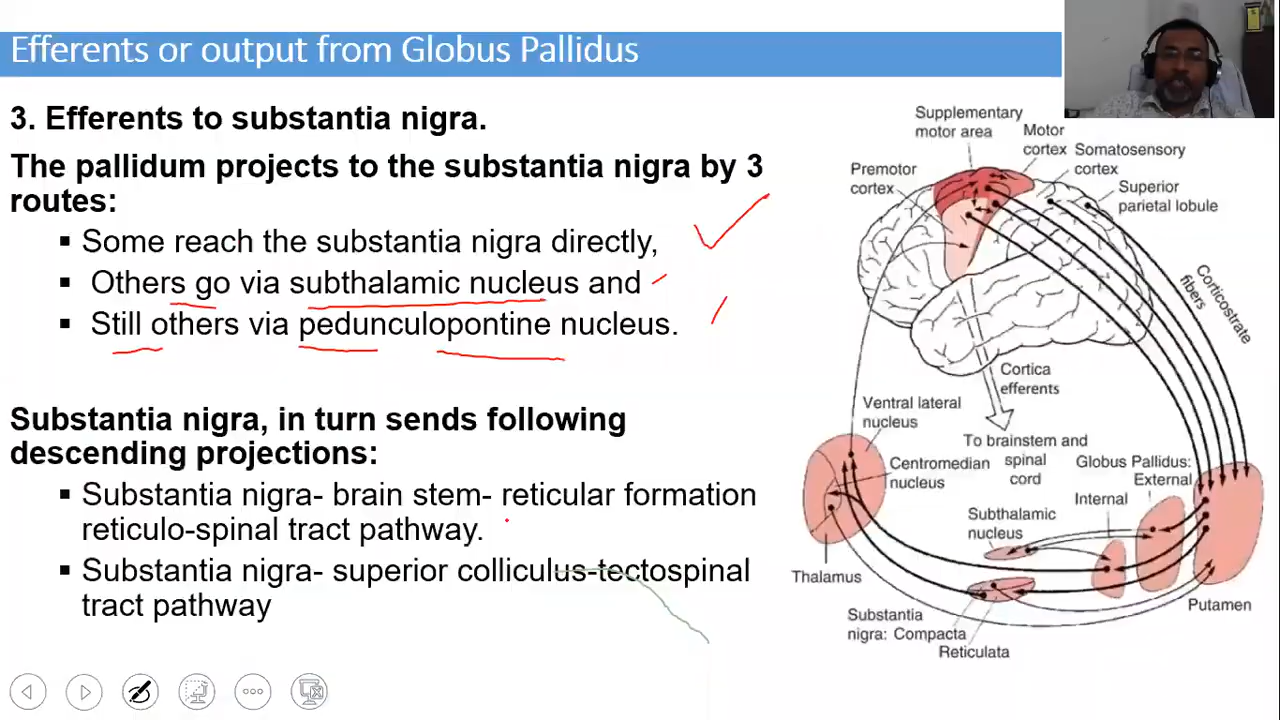 Efferents or output from Globus Pallidus
3. Efferents to substantia nigra.
The pallidum projects to the substantia nigra by 3
routes:
▪ Some reach the substantia nigra directly,
▪ Others go via subthalamic nucleus and
▪ Still others via pedunculopontine nucleus.
Substantia nigra, in turn sends following
descending projections:
▪ Substantia nigra- brain stem- reticular formation
reticulo-spinal tract pathway.
▪ Substantia nigra- superior colliculus-tectospinal
tract pathway
Supplementary
motor area
Motor
cortex
Somatosensory
cortex
Premotor
cortex
Superior
parietal lobule
Corticostrate
fibers
Cortica
efferents
Ventral lateral
nucleus
To brainstem and
spinal
cord
Centromedian
nucleus
Globus Pallidus:
External
Internal
Subthalamic
nucleus
Thalamus
Putamen
Substantia
nigra: Compacta
Reticulata